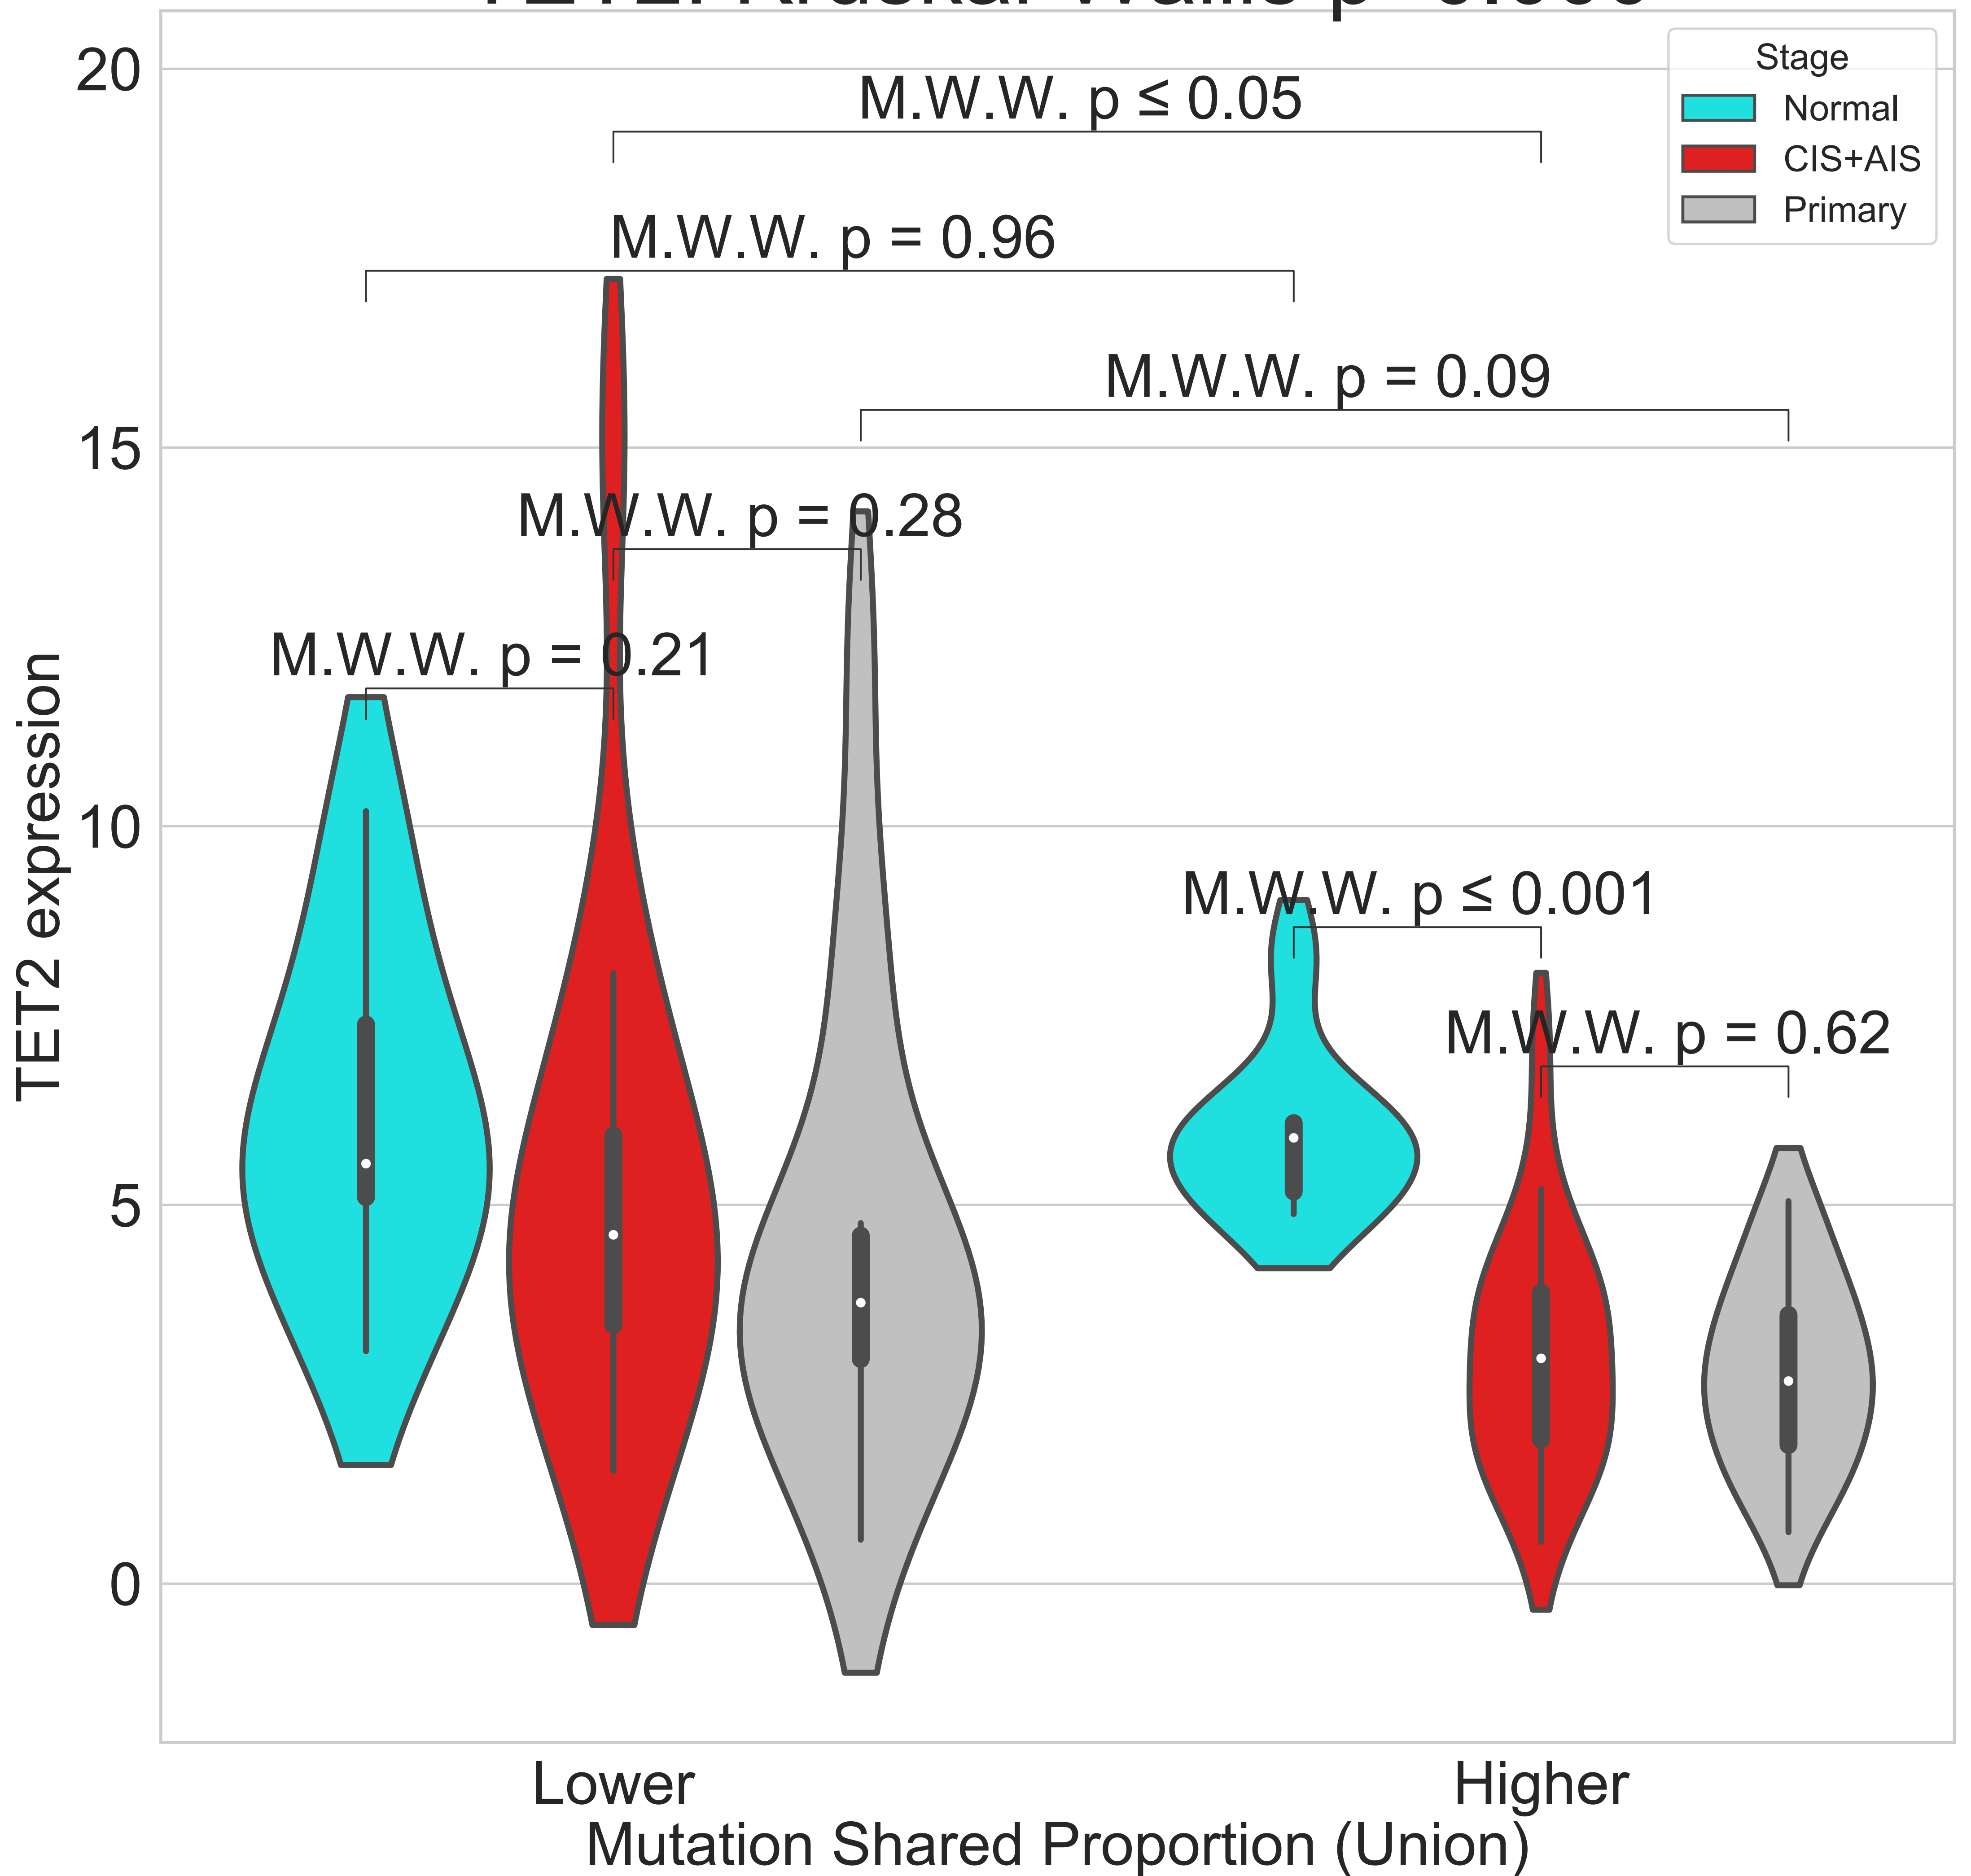 20
15
10
5
0
TET2 expression
M.W.W. p ≤ 0.05
M.W.W. p = 0.96
M.W.W. p = 0.09
M.W.W. p = 0.28
M.W.W. p = 0.21
M.W.W. p ≤ 0.001
M.W.W. p = 0.62
Stage
Normal
CIS+AIS
Primary
Lower
Higher
Mutation Shared Proportion (Union)